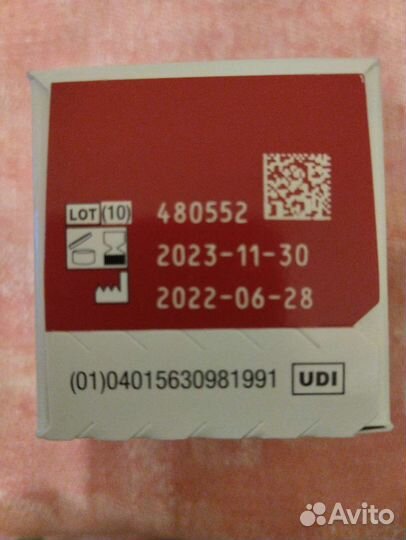 LOT (10) 480552
2023-11-30
2022-06-28
(01)04015630981991 UDI
Avito